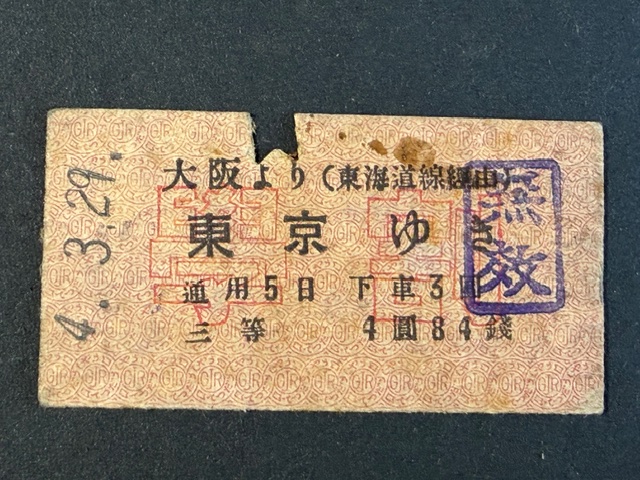 大阪より(東海道線經由)
東京ゆき
通用5日 下車3回
三等 4圓84錢
4.3.29.
無效